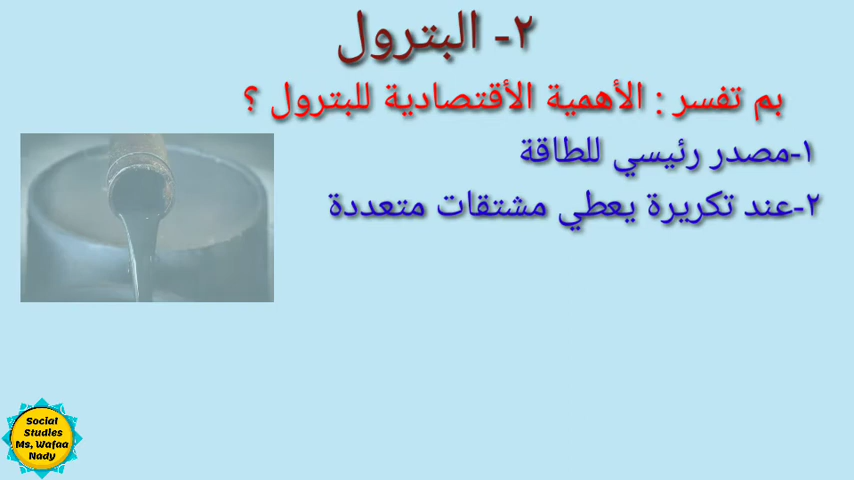 ٢- البترول
بم تفسر : الأهمية الأقتصادية للبترول ؟
١-مصدر رئيسي للطاقة
٢-عند تكريرة يعطي مشتقات متعددة
Social
Studies
Ms, Wafaa
Nady